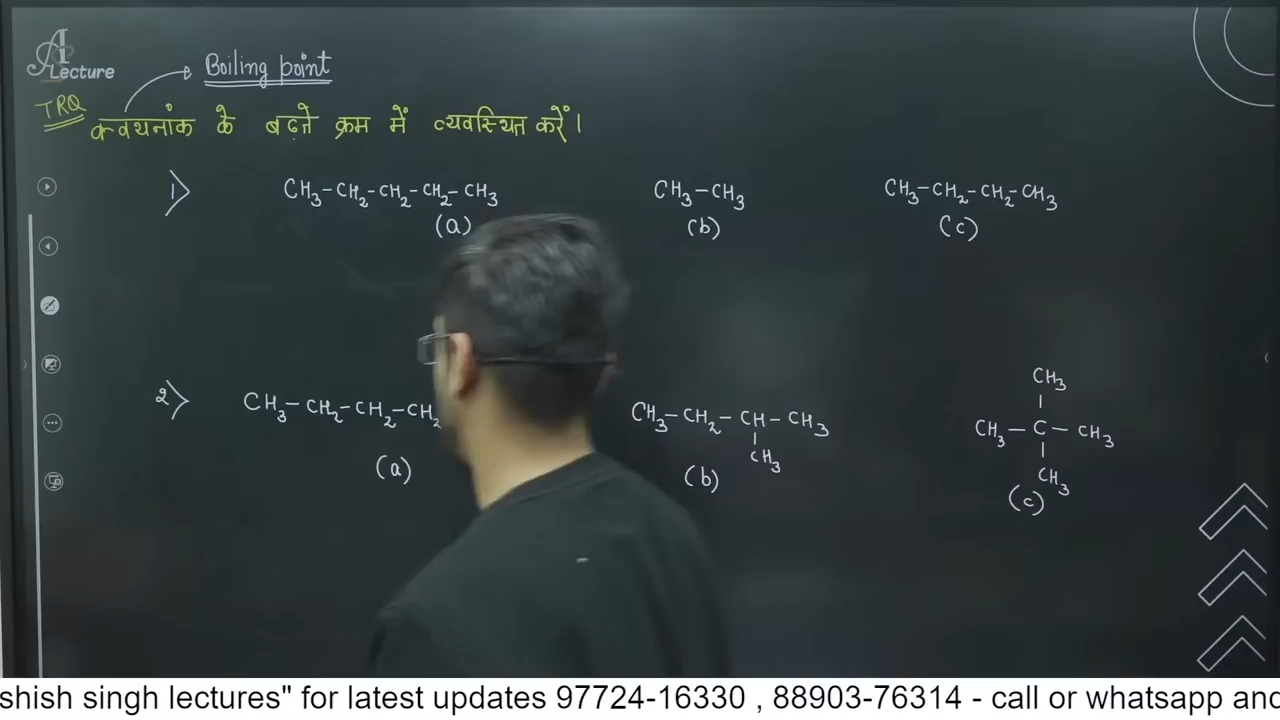 A
Lecture
Boiling point
TRQ
क्वथनांक के बढ़ते क्रम में व्यवस्थित करें।
1> CH3-CH2-CH2-CH2-CH3 CH3-CH3 CH3-CH2-CH2-CH3
(a) (b) (c)
CH3
2> CH3-CH2-CH2-CH2 CH3-CH2-CH-CH3 CH3-C-CH3
CH3 CH3
(a) (b) (c)
shish singh lectures" for latest updates 97724-16330 , 88903-76314 - call or whatsapp and